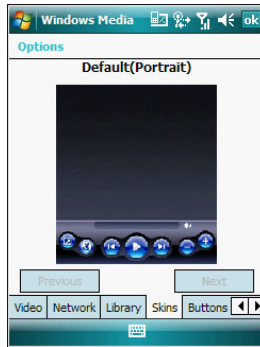 Windows Media ok
Options
Default(Portrait)
Previous Next
Video Network Library Skins Buttons